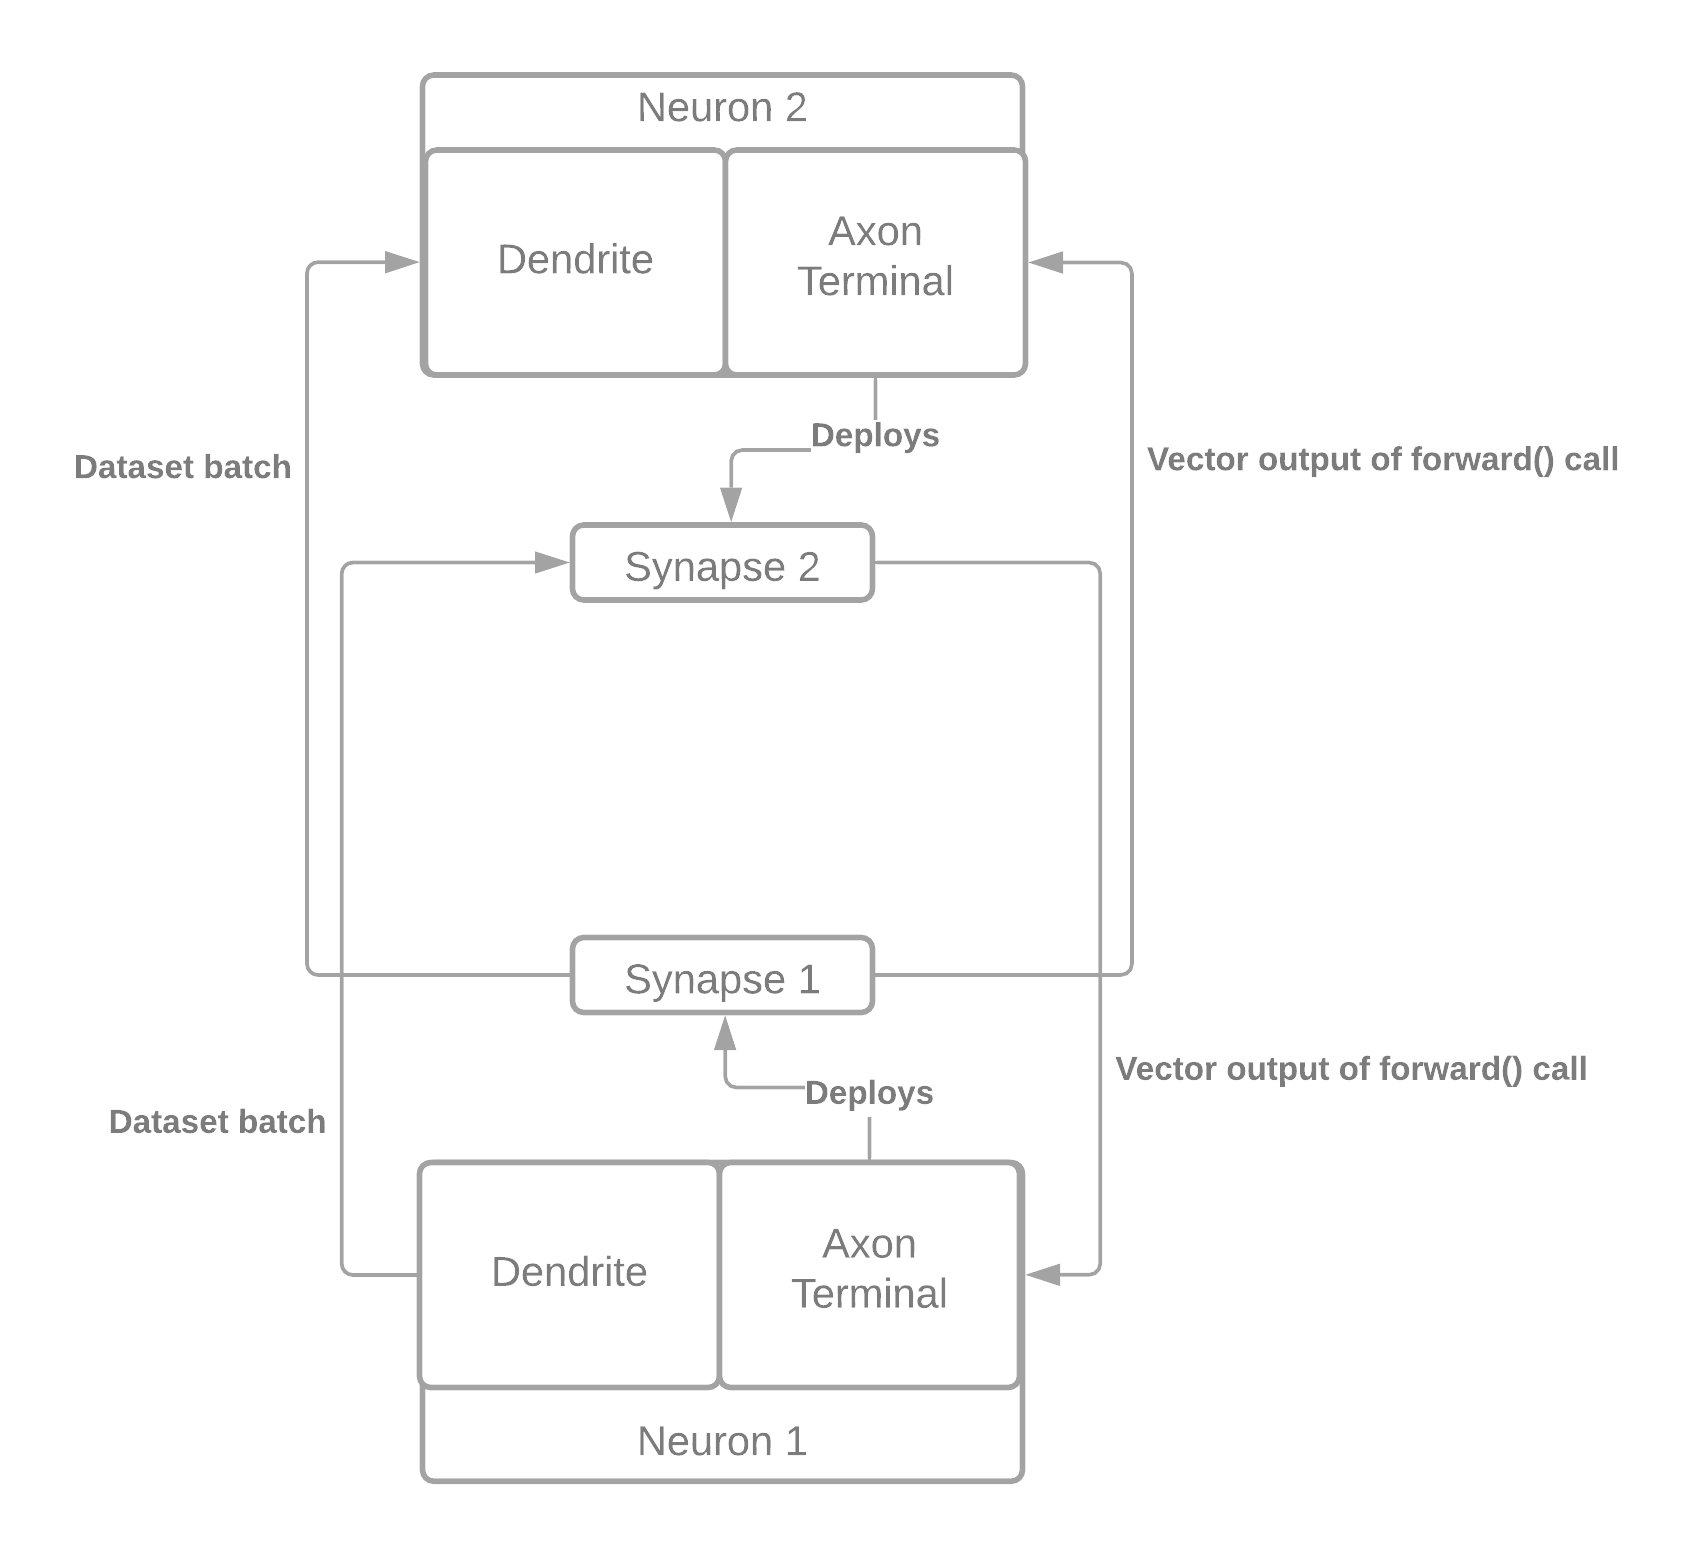 Neuron 2
Dendrite
Axon
Terminal
Deploys
Dataset batch
Vector output of forward() call
Synapse 2
Synapse 1
Vector output of forward() call
Deploys
Dataset batch
Dendrite
Axon
Terminal
Neuron 1